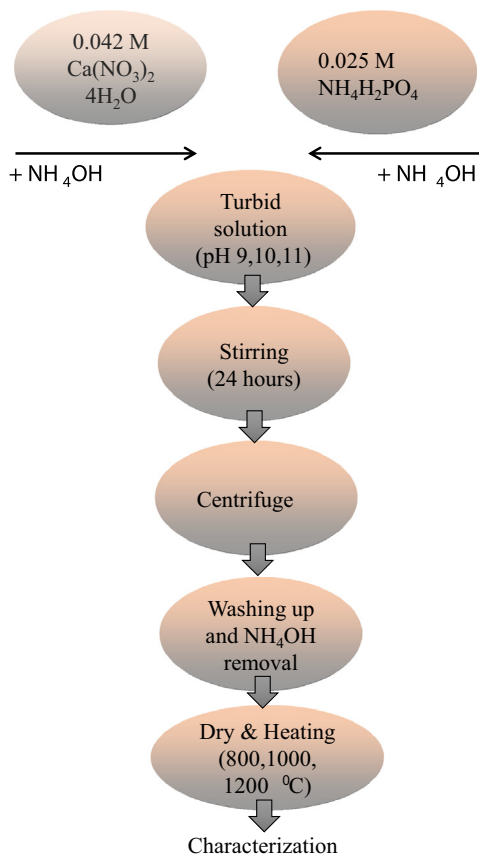 0.042 M
Ca(NO₃)₂
4H₂O
0.025 M
NH₄H₂PO₄
+ NH ₄OH
+ NH ₄OH
Turbid
solution
(pH 9,10,11)
Stirring
(24 hours)
Centrifuge
Washing up
and NH₄OH
removal
Dry & Heating
(800,1000,
1200 ⁰C)
Characterization